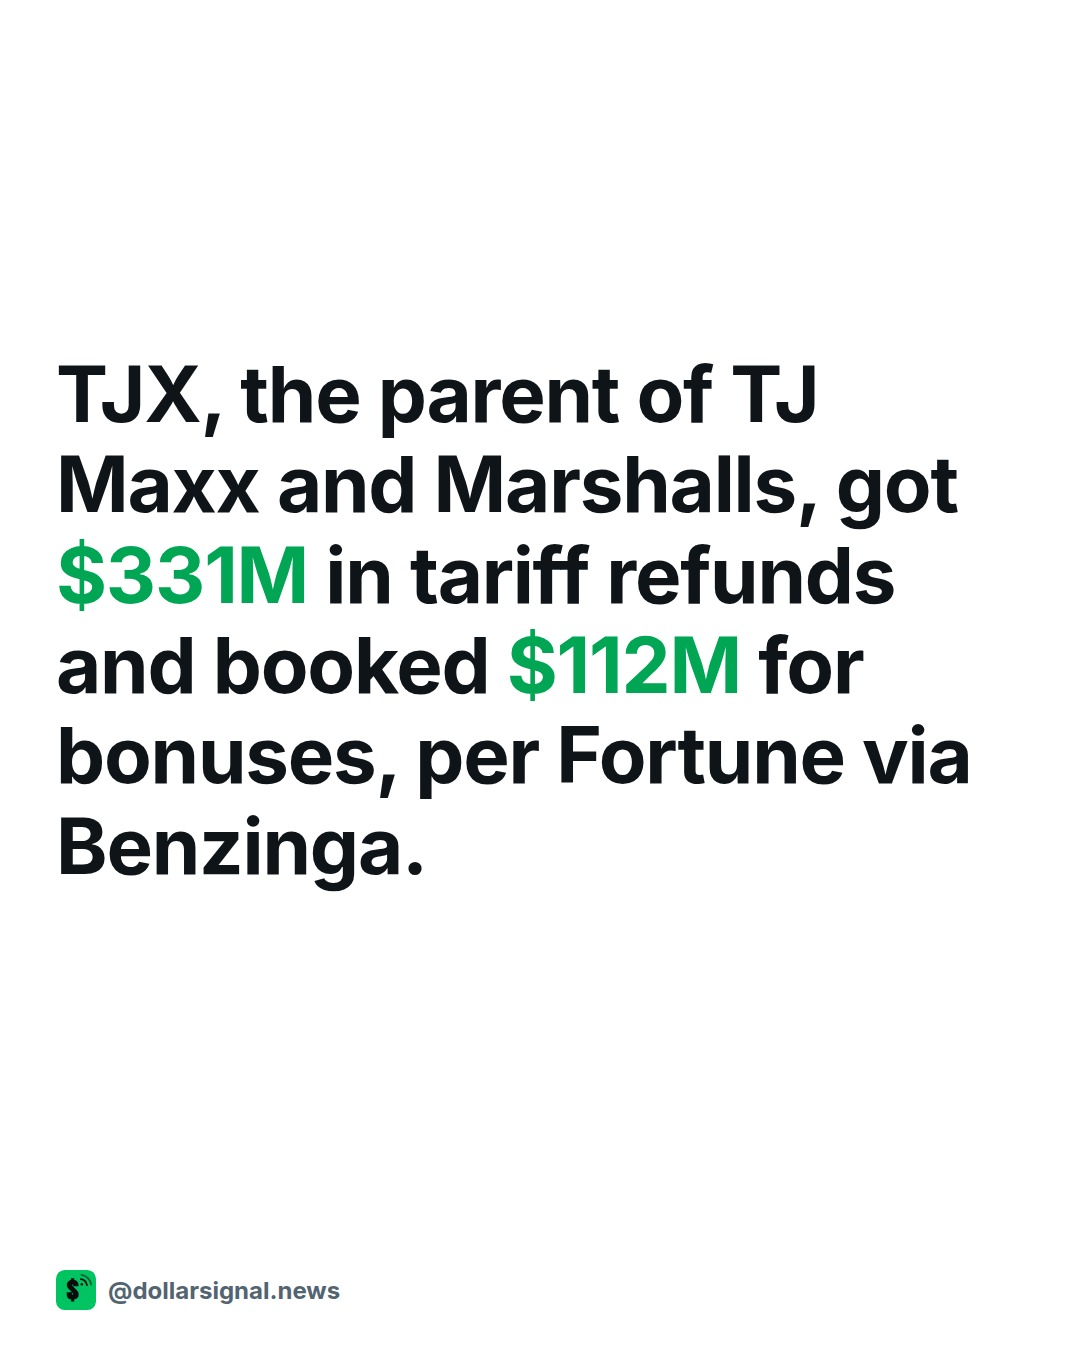 TJX, the parent of TJ
Maxx and Marshalls, got
$331M in tariff refunds
and booked $112M for
bonuses, per Fortune via
Benzinga.
@dollarsignal.news